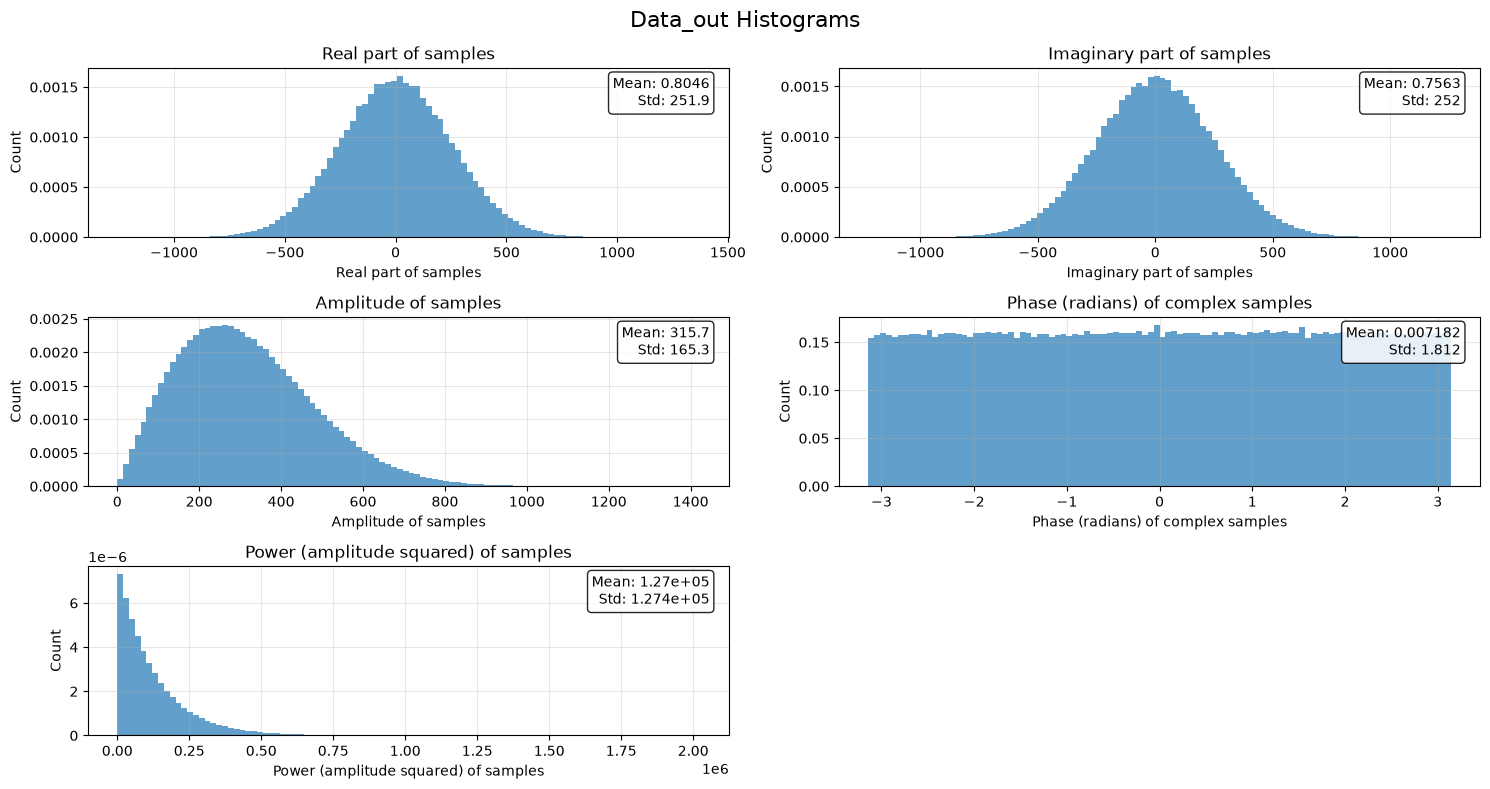 Data_out Histograms
Real part of samples
Mean: 0.8046
Std: 251.9
Count
0.0015
0.0010
0.0005
0.0000
−1000 −500 0 500 1000 1500
Real part of samples
Imaginary part of samples
Mean: 0.7563
Std: 252
Count
0.0015
0.0010
0.0005
0.0000
−1000 −500 0 500 1000
Imaginary part of samples
Amplitude of samples
Mean: 315.7
Std: 165.3
Count
0.0025
0.0020
0.0015
0.0010
0.0005
0.0000
0 200 400 600 800 1000 1200 1400
Amplitude of samples
Phase (radians) of complex samples
Mean: 0.007182
Std: 1.812
Count
0.15
0.10
0.05
0.00
−3 −2 −1 0 1 2 3
Phase (radians) of complex samples
Power (amplitude squared) of samples
1e−6
Mean: 1.27e+05
Std: 1.274e+05
Count
6
4
2
0
0.00 0.25 0.50 0.75 1.00 1.25 1.50 1.75 2.00
1e6
Power (amplitude squared) of samples